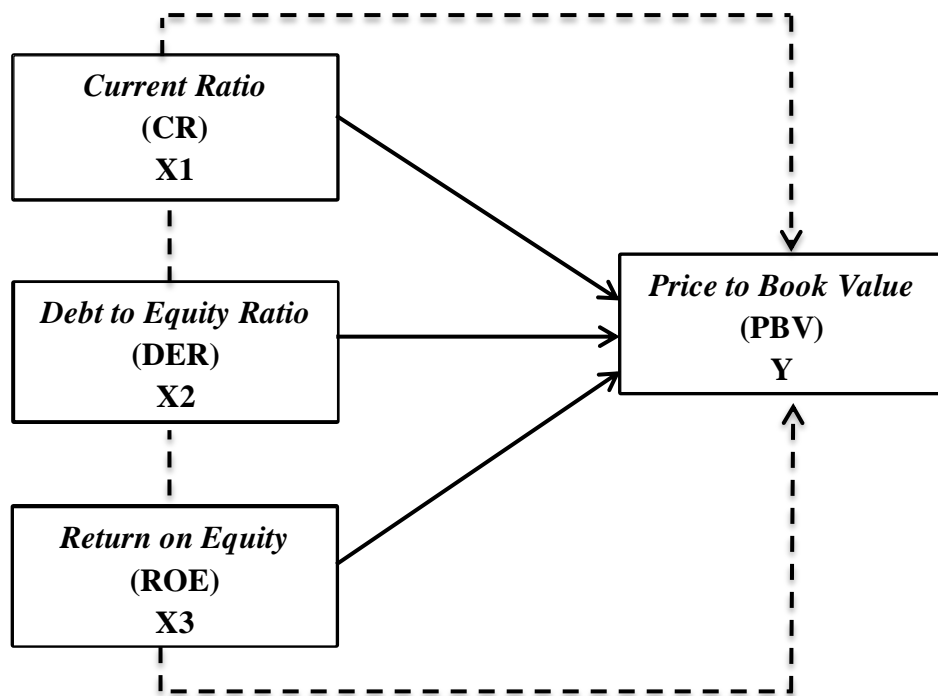 Current Ratio
(CR)
X1
Debt to Equity Ratio
(DER)
X2
Return on Equity
(ROE)
X3
Price to Book Value
(PBV)
Y